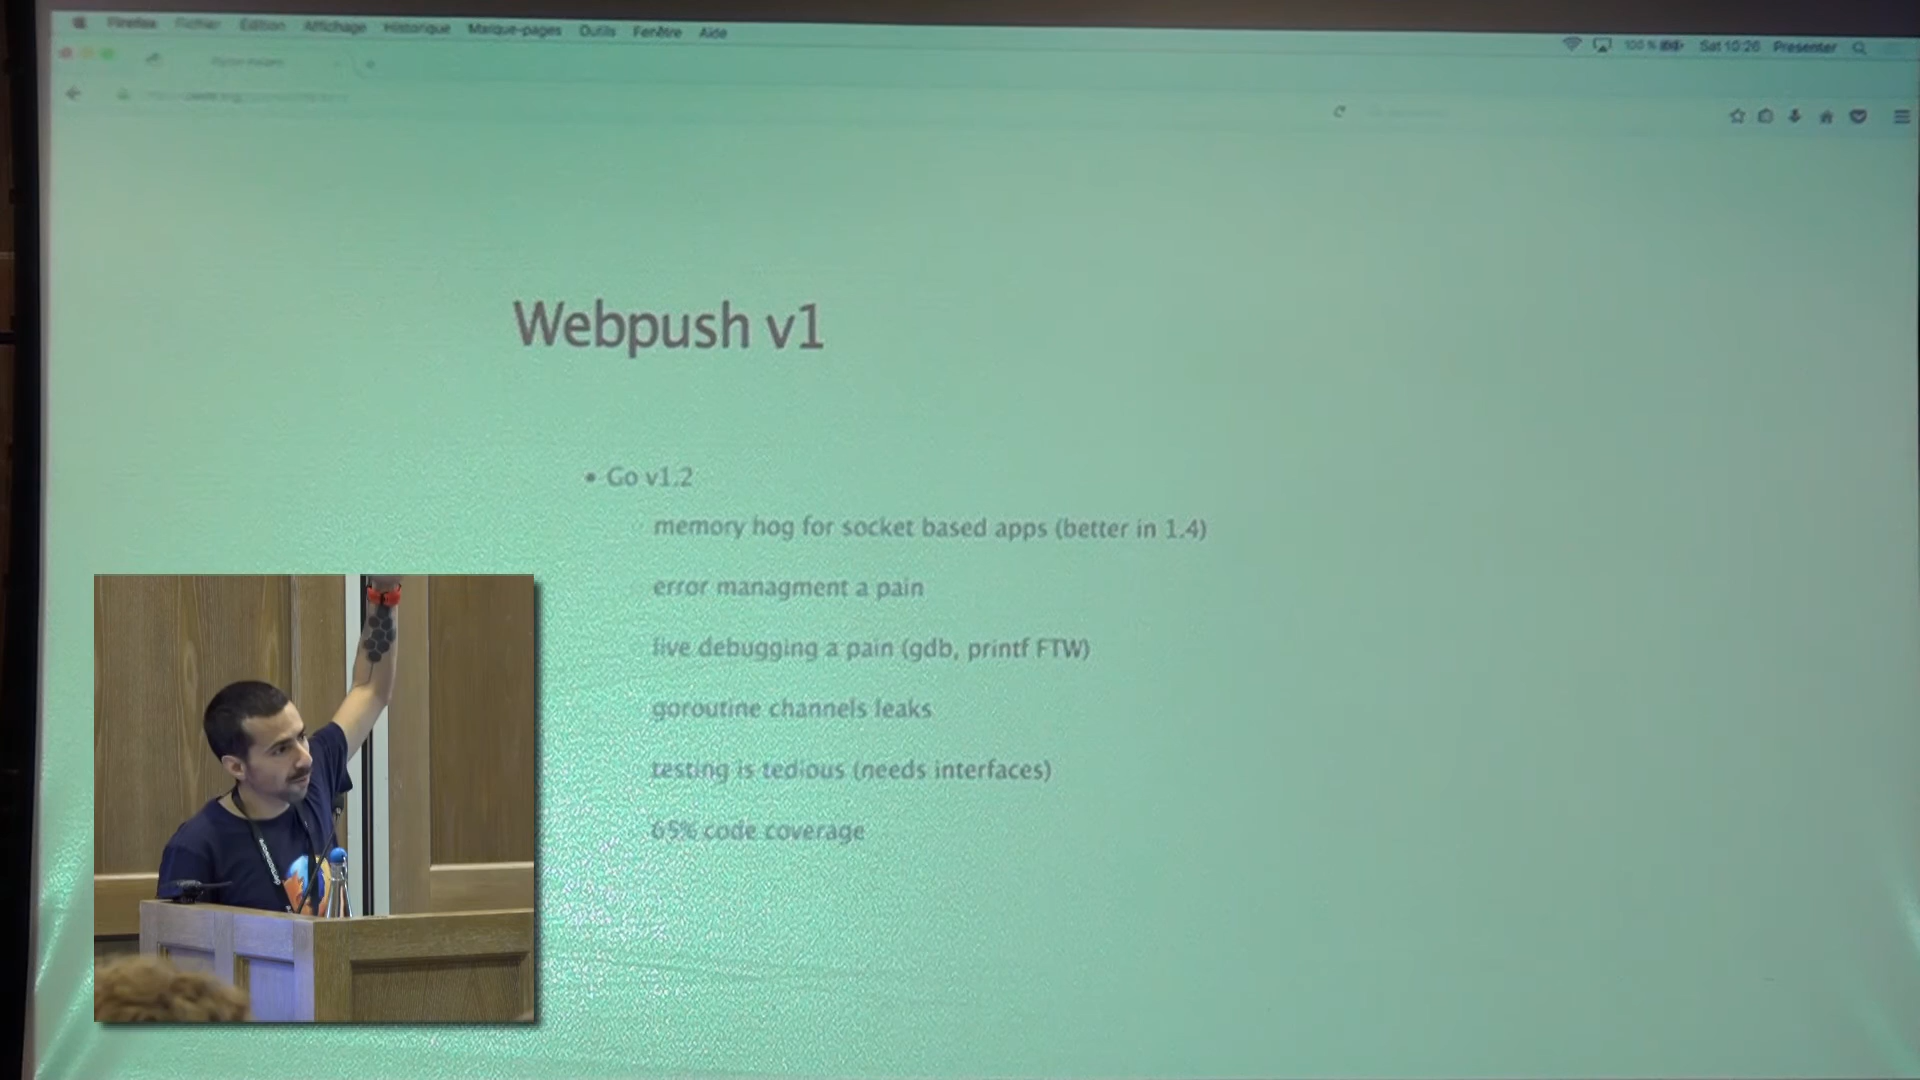 Firefox Fichier Édition Affichage Historique Marque-pages Outils Fenêtre Aide
100 % Sat 10:26 Presenter
Webpush v1
• Go v1.2
memory hog for socket based apps (better in 1.4)
error managment a pain
live debugging a pain (gdb, printf FTW)
goroutine channels leaks
testing is tedious (needs interfaces)
65% code coverage